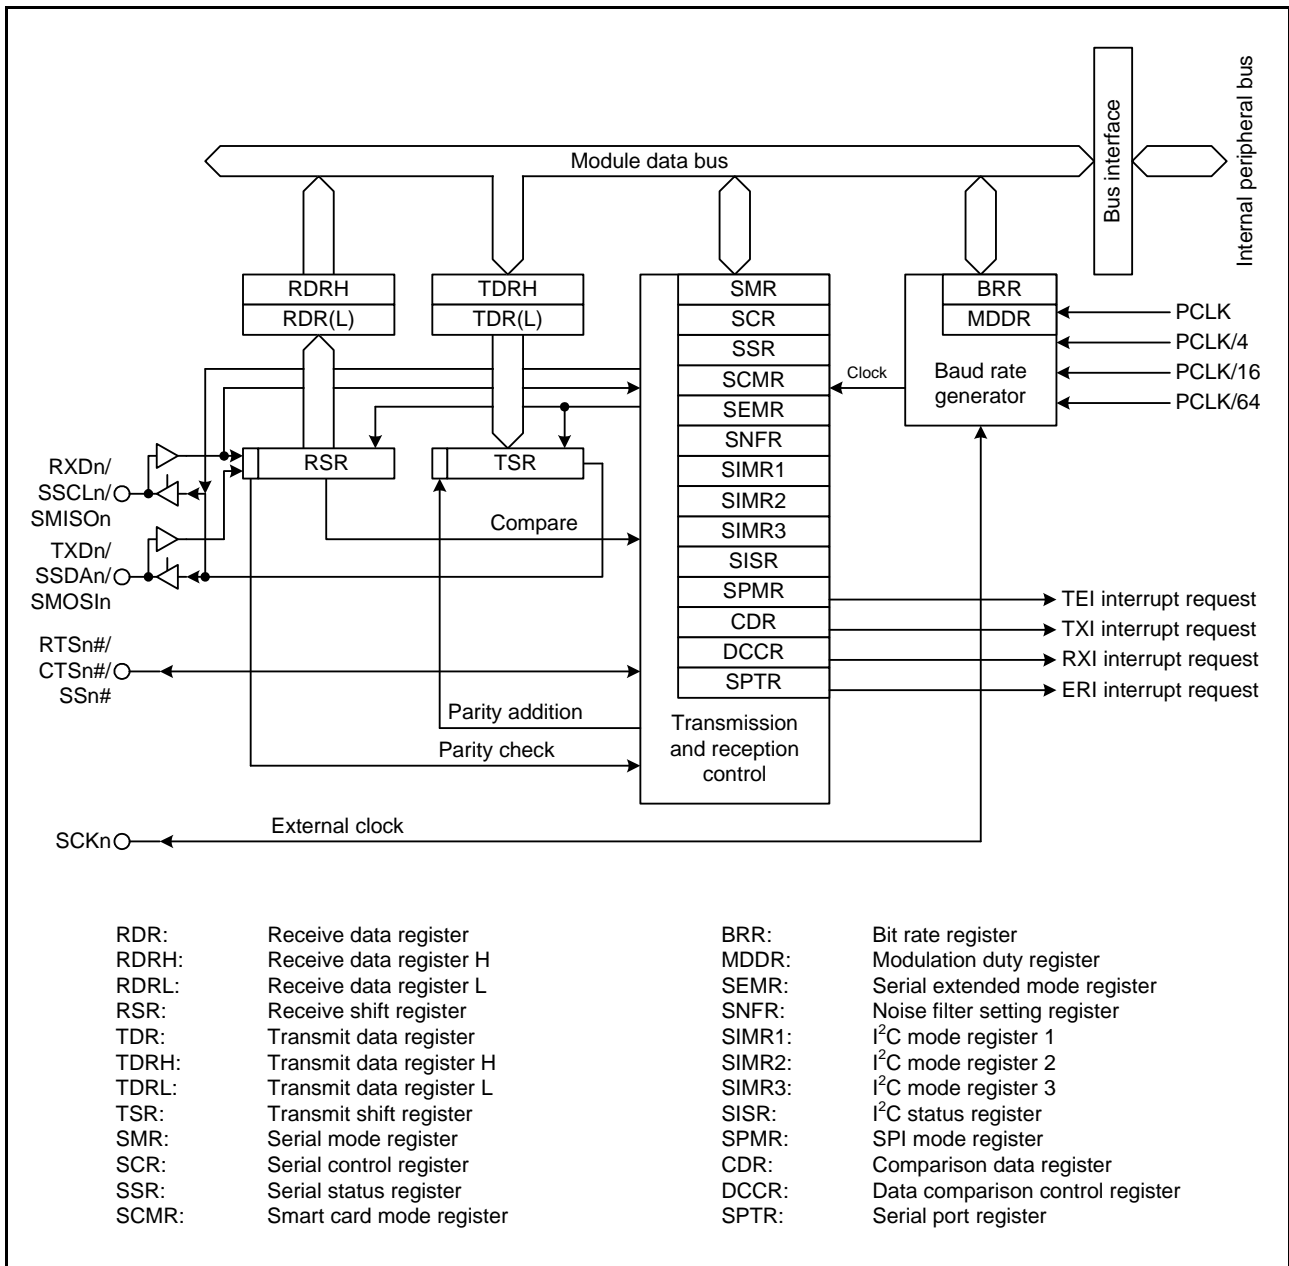 Module data bus
Bus interface
Internal peripheral bus
RDRH
RDR(L)
TDRH
TDR(L)
SMR
SCR
SSR
SCMR
SEMR
SNFR
SIMR1
SIMR2
SIMR3
SISR
SPMR
CDR
DCCR
SPTR
Transmission
and reception
control
BRR
MDDR
Baud rate
generator
Clock
PCLK
PCLK/4
PCLK/16
PCLK/64
RSR
TSR
RXDn/
SSCLn/
SMISOn
TXDn/
SSDAn/
SMOSIn
Compare
RTSn#/
CTSn#/
SSn#
Parity addition
Parity check
TEI interrupt request
TXI interrupt request
RXI interrupt request
ERI interrupt request
SCKn
External clock
RDR: Receive data register
RDRH: Receive data register H
RDRL: Receive data register L
RSR: Receive shift register
TDR: Transmit data register
TDRH: Transmit data register H
TDRL: Transmit data register L
TSR: Transmit shift register
SMR: Serial mode register
SCR: Serial control register
SSR: Serial status register
SCMR: Smart card mode register
BRR: Bit rate register
MDDR: Modulation duty register
SEMR: Serial extended mode register
SNFR: Noise filter setting register
SIMR1: I²C mode register 1
SIMR2: I²C mode register 2
SIMR3: I²C mode register 3
SISR: I²C status register
SPMR: SPI mode register
CDR: Comparison data register
DCCR: Data comparison control register
SPTR: Serial port register